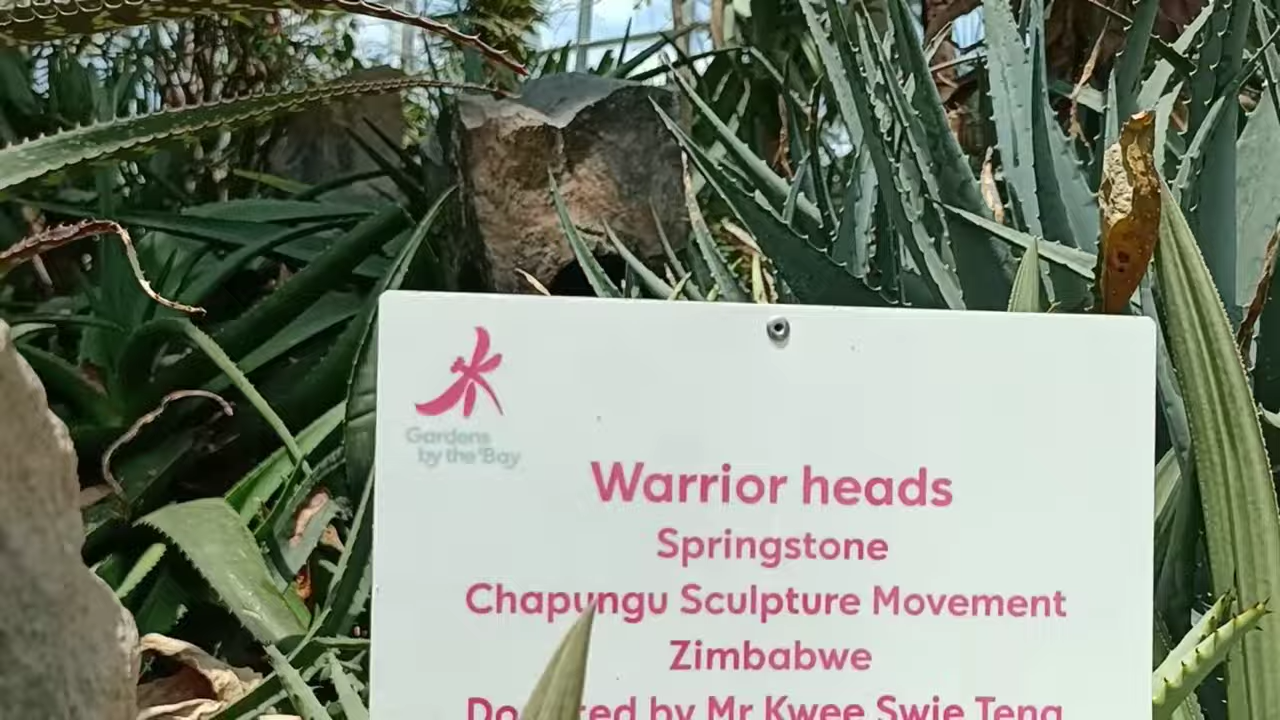 Gardens
by the Bay
Warrior heads
Springstone
Chapungu Sculpture Movement
Zimbabwe
by Mr Kwee Swie Teng